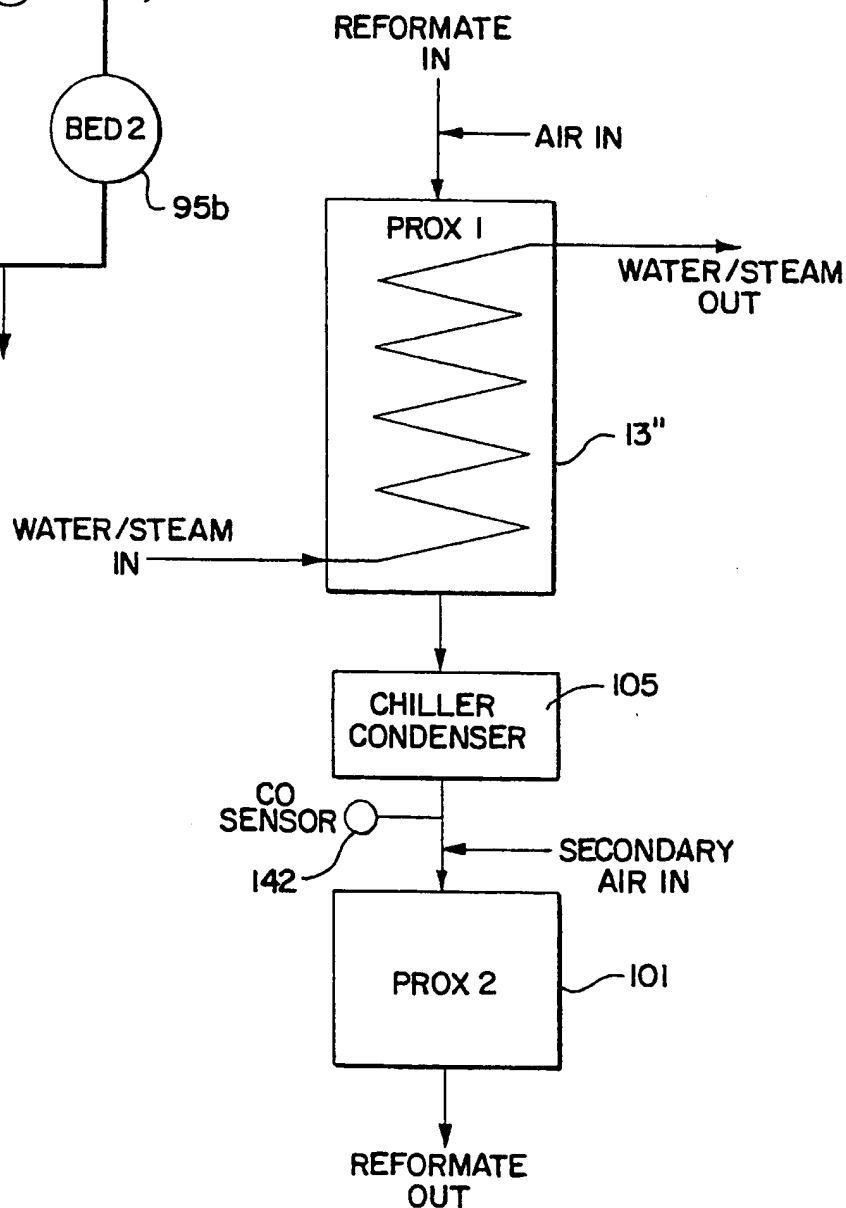 REFORMATE
IN
AIR IN
BED 2
95b
PROX 1
WATER/STEAM
OUT
13"
WATER/STEAM
IN
CHILLER
CONDENSER
105
CO
SENSOR
142
SECONDARY
AIR IN
PROX 2
101
REFORMATE
OUT